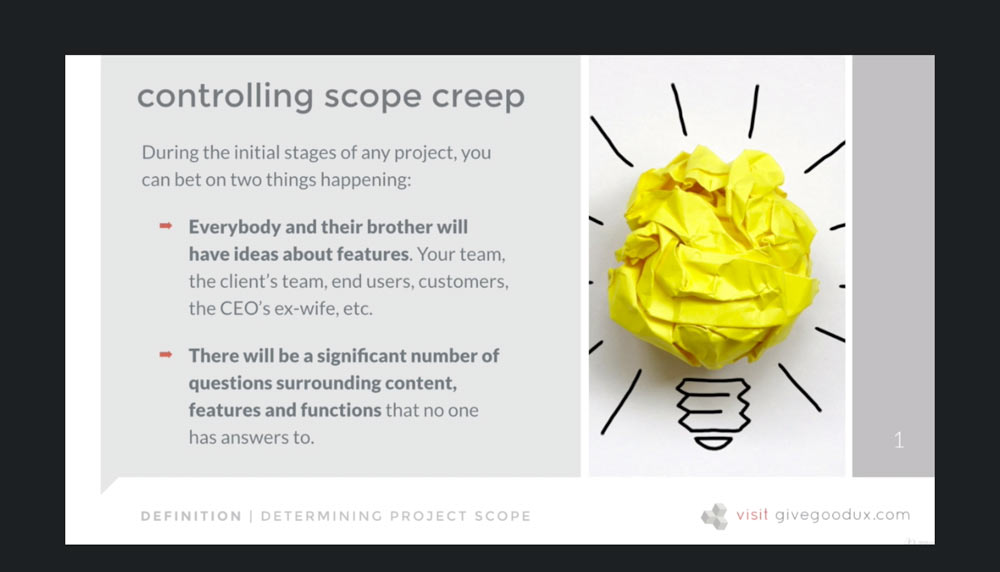 controlling scope creep
During the initial stages of any project, you
can bet on two things happening:
➡ Everybody and their brother will
have ideas about features. Your team,
the client's team, end users, customers,
the CEO's ex-wife, etc.
➡ There will be a significant number of
questions surrounding content,
features and functions that no one
has answers to.
1
DEFINITION | DETERMINING PROJECT SCOPE
visit givegoodux.com